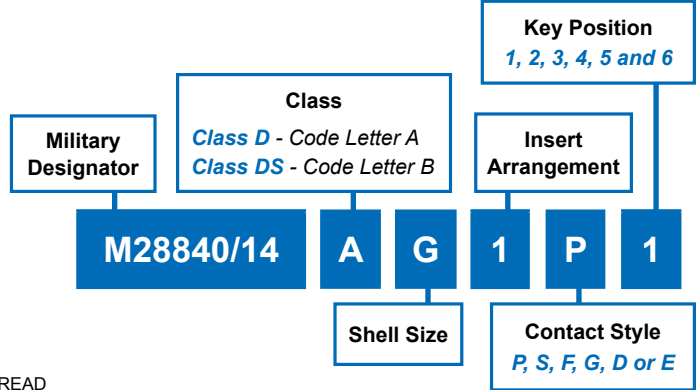 Key Position
1, 2, 3, 4, 5 and 6
Class
Class D - Code Letter A
Class DS - Code Letter B
Military
Designator
Insert
Arrangement
M28840/14 A G 1 P 1
Shell Size
Contact Style
P, S, F, G, D or E
READ